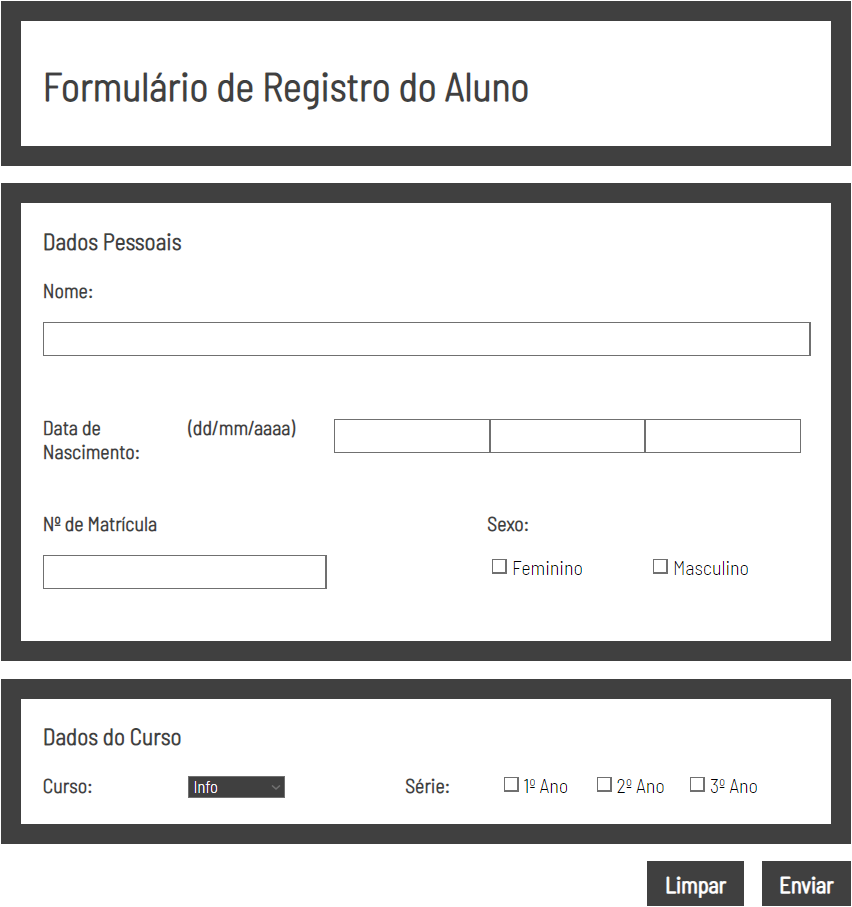 Formulário de Registro do Aluno
Dados Pessoais
Nome:
Data de Nascimento: (dd/mm/aaaa)
Nº de Matrícula Sexo:
Feminino Masculino
Dados do Curso
Curso: Info Série: 1º Ano 2º Ano 3º Ano
Limpar Enviar